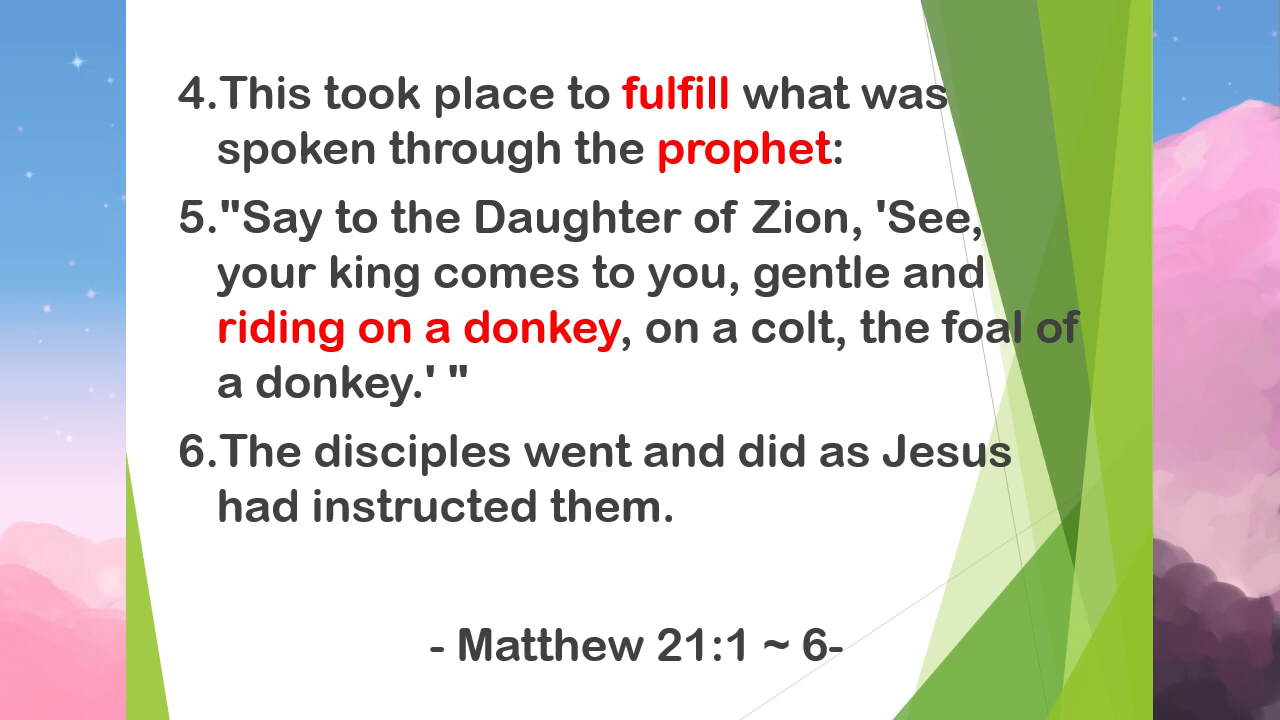 4.This took place to fulfill what was
spoken through the prophet:
5."Say to the Daughter of Zion, 'See,
your king comes to you, gentle and
riding on a donkey, on a colt, the foal of
a donkey.' "
6.The disciples went and did as Jesus
had instructed them.
- Matthew 21:1 ~ 6-